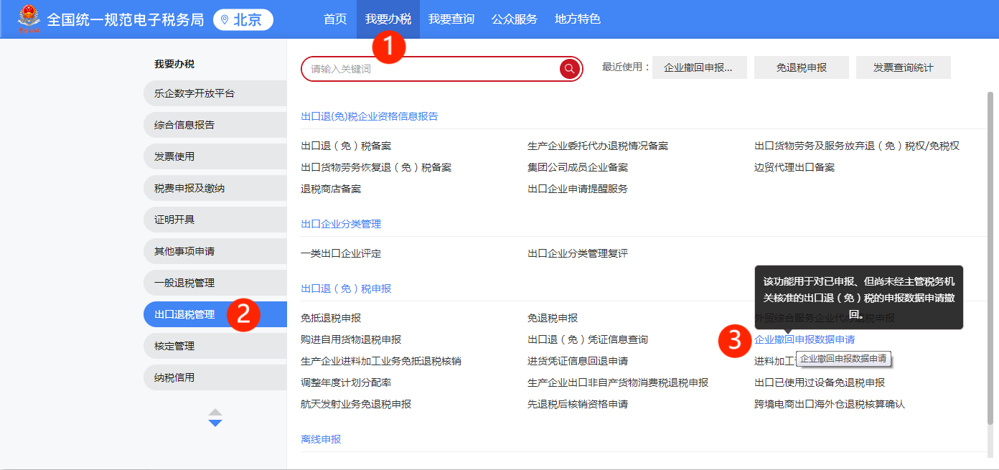 全国统一规范电子税务局 北京
首页 我要办税 我要查询 公众服务 地方特色
1
请输入关键词
最近使用： 企业撤回申报... 免退税申报 发票查询统计
我要办税
乐企数字开放平台
综合信息报告
发票使用
税费申报及缴纳
证明开具
其他事项申请
一般退税管理
出口退税管理
2
核定管理
纳税信用
出口退(免)税企业资格信息报告
出口退（免）税备案 生产企业委托代办退税情况备案 出口货物劳务及服务放弃退（免）税权/免税权
出口货物劳务恢复退（免）税备案 集团公司成员企业备案 边贸代理出口备案
退税商店备案 出口企业申请提醒服务
出口企业分类管理
一类出口企业评定 出口企业分类管理复评
该功能用于对已申报、但尚未经主管税务机
关核准的出口退（免）税的申报数据申请撤
回。
出口退（免）税申报
免抵退税申报 免退税申报 外贸综合服务企业代办退税申报
购进自用货物退税申报 出口退（免）凭证信息查询 企业撤回申报数据申请
3
企业撤回申报数据申请
生产企业进料加工业务免抵退税核销 进货凭证信息回退申请 进料加工
调整年度计划分配率 生产企业出口非自产货物消费税退税申报 出口已使用过设备免退税申报
航天发射业务免退税申报 先退税后核销资格申请 跨境电商出口海外仓退税核算确认
离线申报